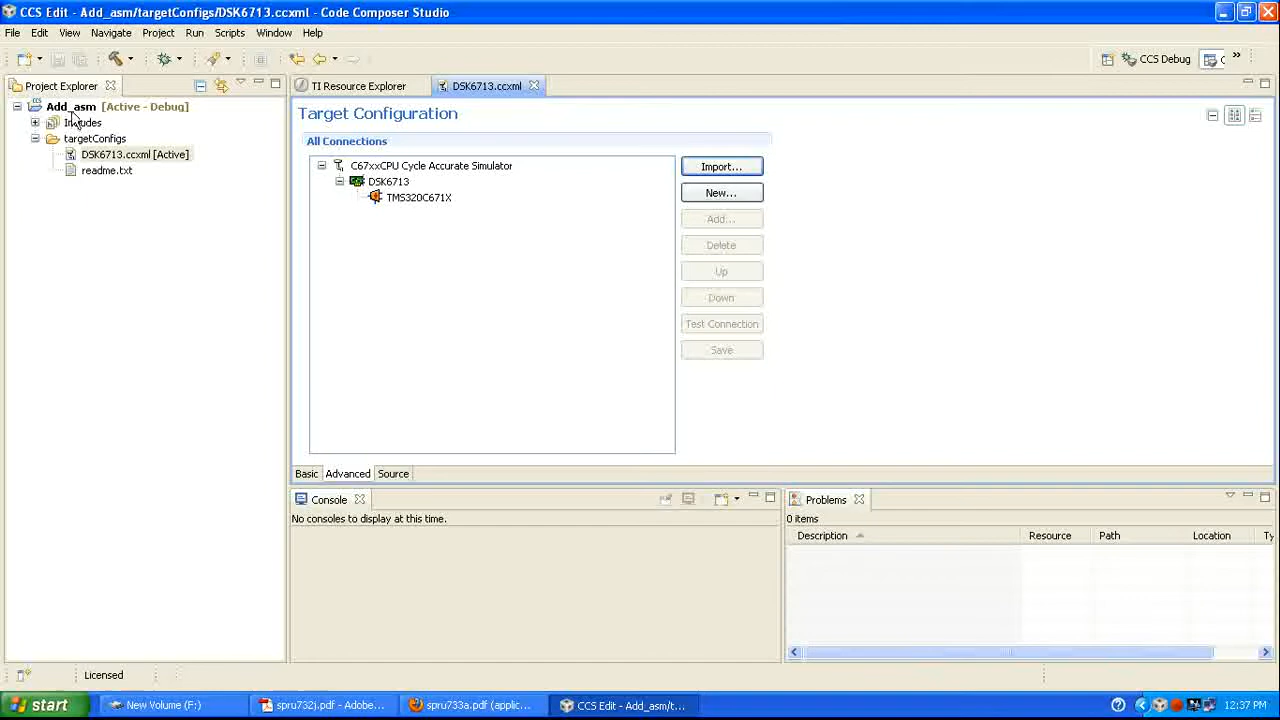 CCS Edit - Add_asm/targetConfigs/DSK6713.ccxml - Code Composer Studio
File Edit View Navigate Project Run Scripts Window Help
CCS Debug
Project Explorer
TI Resource Explorer
DSK6713.ccxml
Add_asm [Active - Debug]
Includes
targetConfigs
DSK6713.ccxml [Active]
readme.txt
Target Configuration
All Connections
C67xxCPU Cycle Accurate Simulator
DSK6713
TMS320C671X
Import...
New...
Add...
Delete
Up
Down
Test Connection
Save
Basic Advanced Source
Console
No consoles to display at this time.
Problems
0 items
Description Resource Path Location Ty
Licensed
start
New Volume (F:)
spru732j.pdf - Adobe...
spru733a.pdf (applic...
CCS Edit - Add_asm/t...
12:37 PM